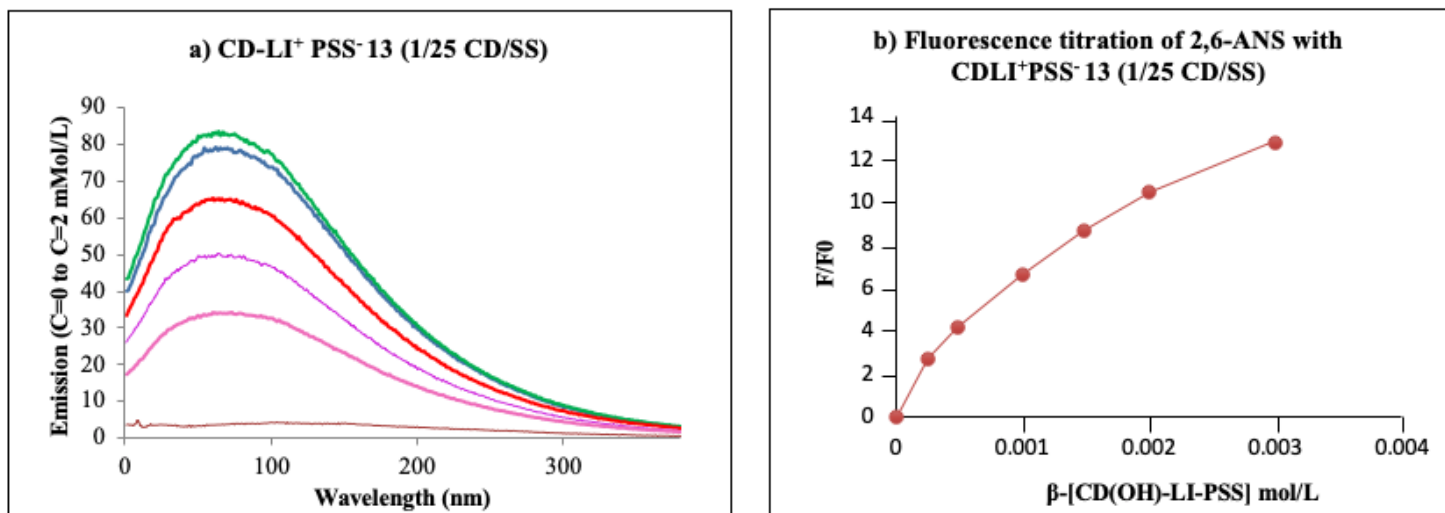 a) CD-LI⁺ PSS⁻ 13 (1/25 CD/SS)
Emission (C=0 to C=2 mMol/L)
90
80
70
60
50
40
30
20
10
0
0 100 200 300
Wavelength (nm)
b) Fluorescence titration of 2,6-ANS with
CDLI⁺PSS⁻ 13 (1/25 CD/SS)
F/F0
14
12
10
8
6
4
2
0
0 0.001 0.002 0.003 0.004
β-[CD(OH)-LI-PSS] mol/L